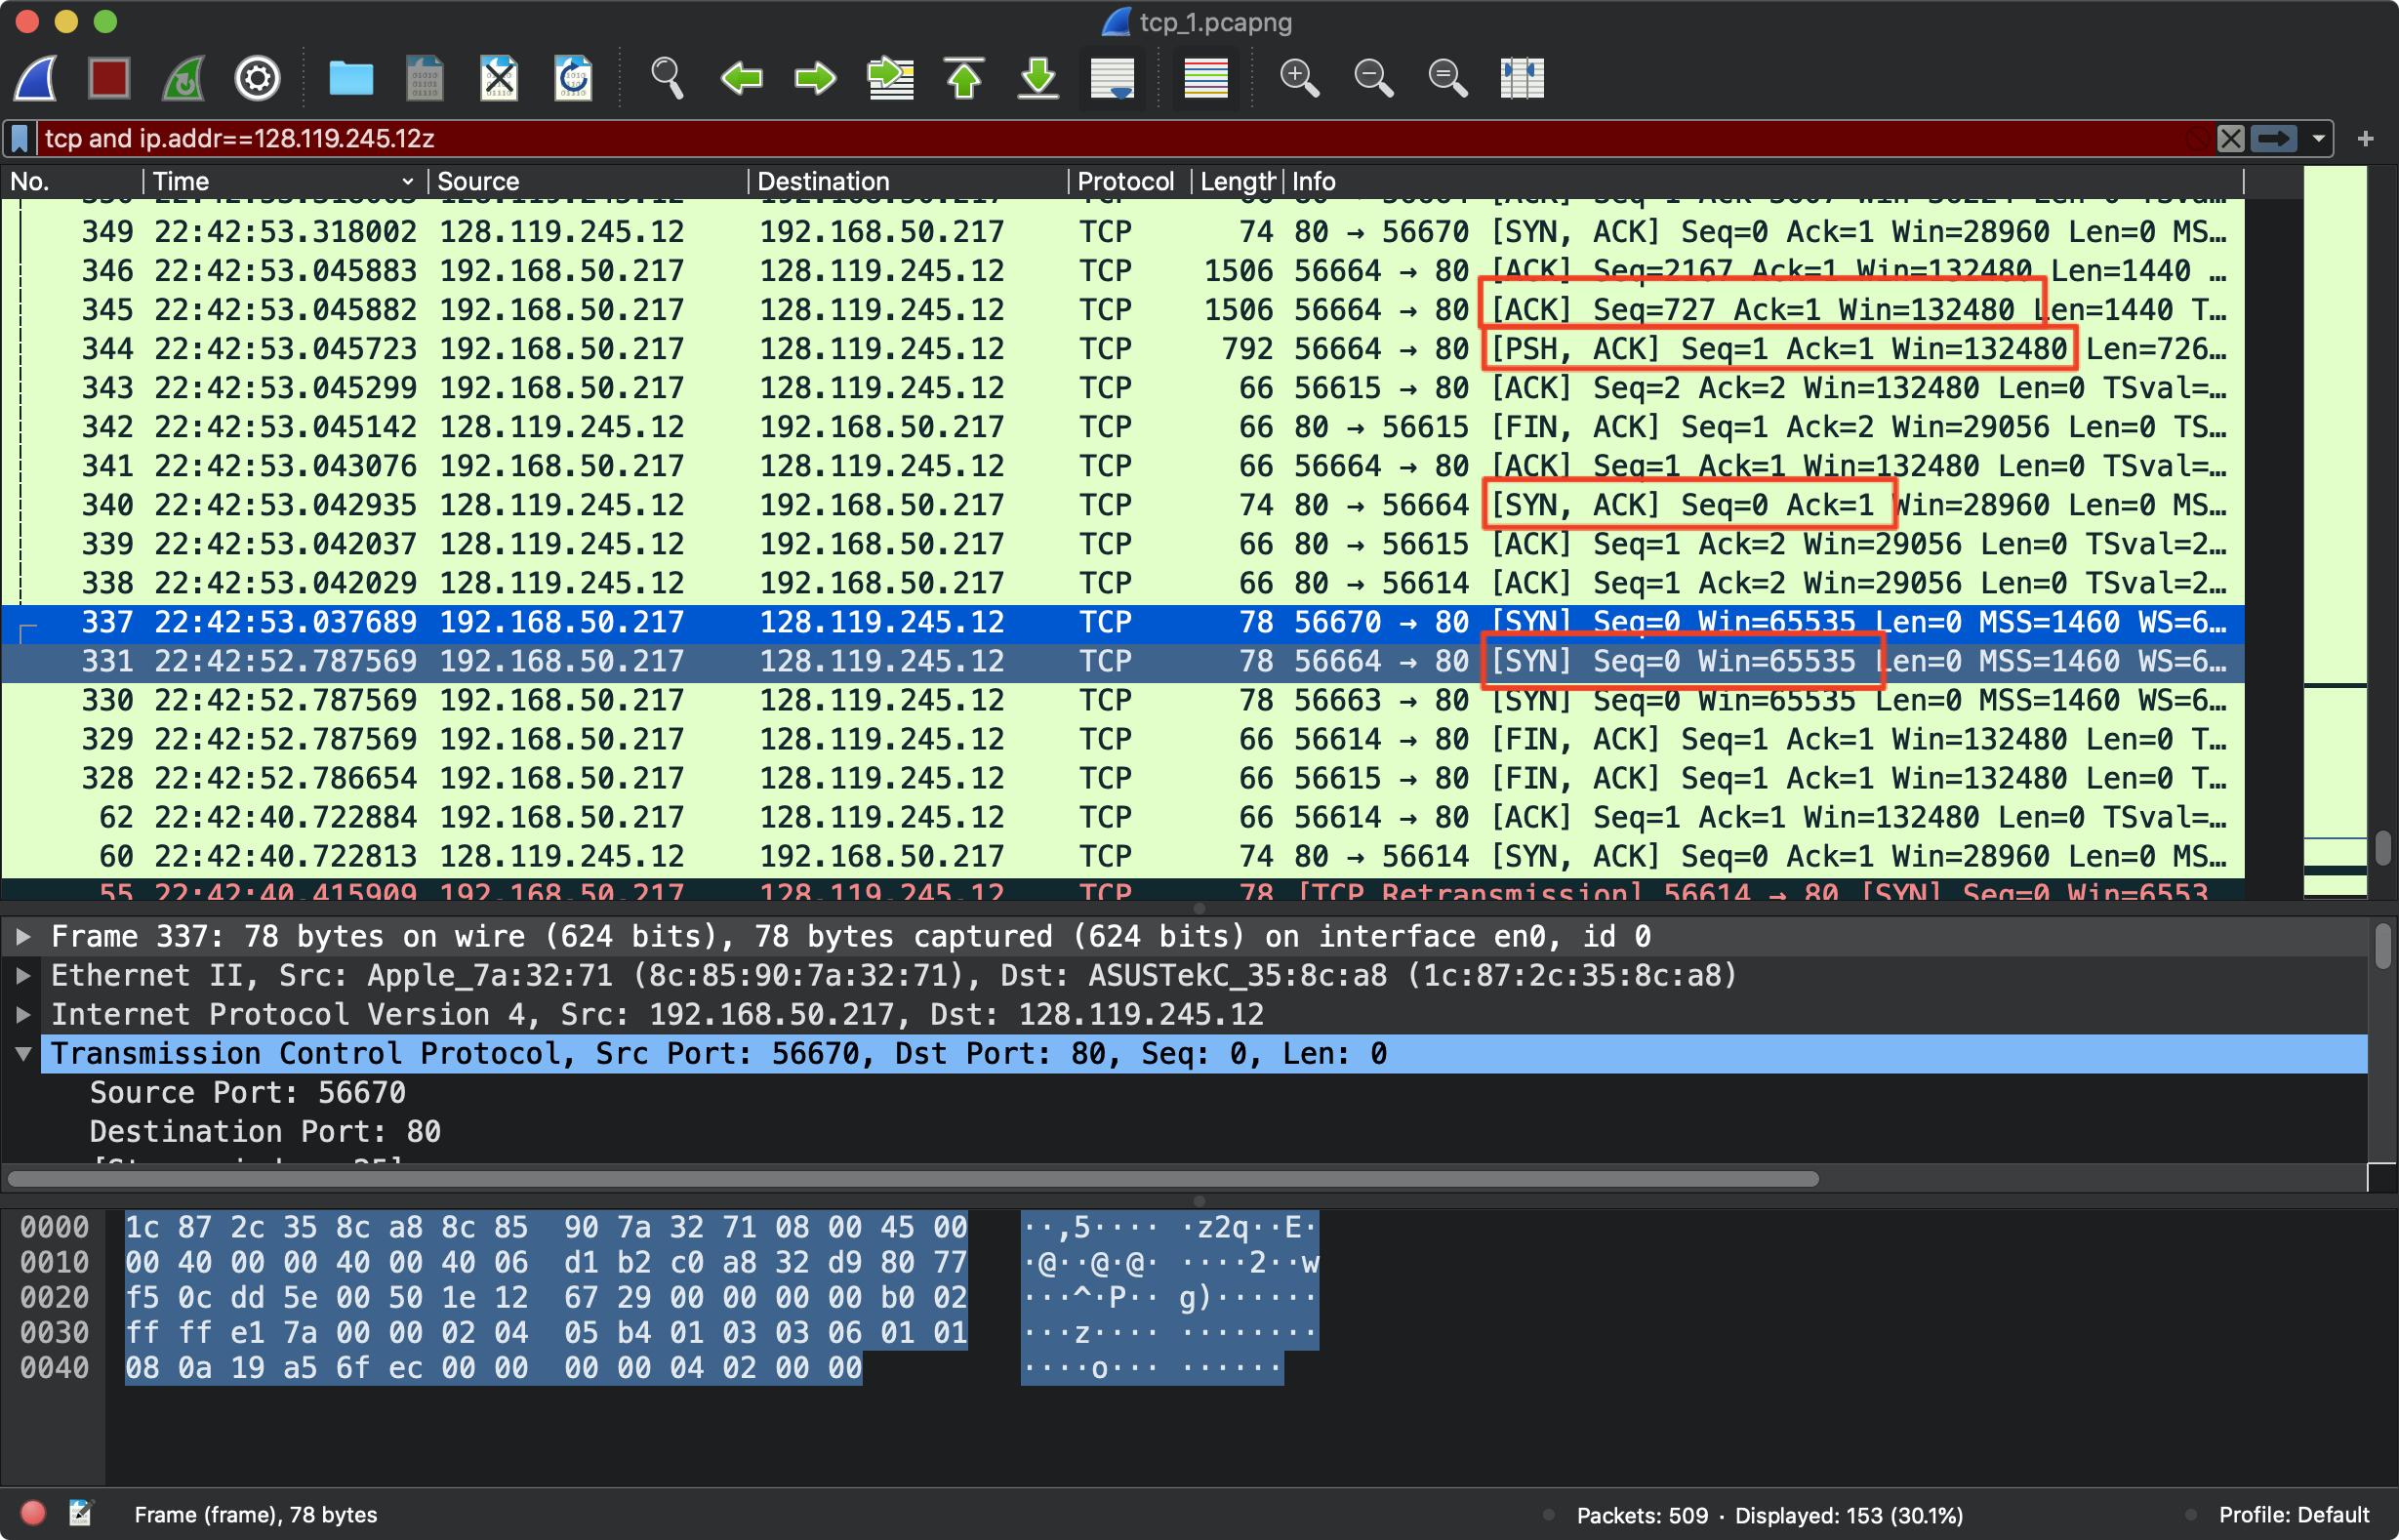 tcp_1.pcapng
tcp and ip.addr==128.119.245.12z
No. Time Source Destination Protocol Length Info
349 22:42:53.318002 128.119.245.12 192.168.50.217 TCP 74 80 → 56670 [SYN, ACK] Seq=0 Ack=1 Win=28960 Len=0 MS…
346 22:42:53.045883 192.168.50.217 128.119.245.12 TCP 1506 56664 → 80 [ACK] Seq=2167 Ack=1 Win=132480 Len=1440 …
345 22:42:53.045882 192.168.50.217 128.119.245.12 TCP 1506 56664 → 80 [ACK] Seq=727 Ack=1 Win=132480 Len=1440 T…
344 22:42:53.045723 192.168.50.217 128.119.245.12 TCP 792 56664 → 80 [PSH, ACK] Seq=1 Ack=1 Win=132480 Len=726…
343 22:42:53.045299 192.168.50.217 128.119.245.12 TCP 66 56615 → 80 [ACK] Seq=2 Ack=2 Win=132480 Len=0 TSval=…
342 22:42:53.045142 128.119.245.12 192.168.50.217 TCP 66 80 → 56615 [FIN, ACK] Seq=1 Ack=2 Win=29056 Len=0 TS…
341 22:42:53.043076 192.168.50.217 128.119.245.12 TCP 66 56664 → 80 [ACK] Seq=1 Ack=1 Win=132480 Len=0 TSval=…
340 22:42:53.042935 128.119.245.12 192.168.50.217 TCP 74 80 → 56664 [SYN, ACK] Seq=0 Ack=1 Win=28960 Len=0 MS…
339 22:42:53.042037 128.119.245.12 192.168.50.217 TCP 66 80 → 56615 [ACK] Seq=1 Ack=2 Win=29056 Len=0 TSval=2…
338 22:42:53.042029 128.119.245.12 192.168.50.217 TCP 66 80 → 56614 [ACK] Seq=1 Ack=2 Win=29056 Len=0 TSval=2…
337 22:42:53.037689 192.168.50.217 128.119.245.12 TCP 78 56670 → 80 [SYN] Seq=0 Win=65535 Len=0 MSS=1460 WS=6…
331 22:42:52.787569 192.168.50.217 128.119.245.12 TCP 78 56664 → 80 [SYN] Seq=0 Win=65535 Len=0 MSS=1460 WS=6…
330 22:42:52.787569 192.168.50.217 128.119.245.12 TCP 78 56663 → 80 [SYN] Seq=0 Win=65535 Len=0 MSS=1460 WS=6…
329 22:42:52.787569 192.168.50.217 128.119.245.12 TCP 66 56614 → 80 [FIN, ACK] Seq=1 Ack=1 Win=132480 Len=0 T…
328 22:42:52.786654 192.168.50.217 128.119.245.12 TCP 66 56615 → 80 [FIN, ACK] Seq=1 Ack=1 Win=132480 Len=0 T…
62 22:42:40.722884 192.168.50.217 128.119.245.12 TCP 66 56614 → 80 [ACK] Seq=1 Ack=1 Win=132480 Len=0 TSval=…
60 22:42:40.722813 128.119.245.12 192.168.50.217 TCP 74 80 → 56614 [SYN, ACK] Seq=0 Ack=1 Win=28960 Len=0 MS…
55 22:42:40.415909 192.168.50.217 128.119.245.12 TCP 78 [TCP Retransmission] 56614 → 80 [SYN] Seq=0 Win=6553
Frame 337: 78 bytes on wire (624 bits), 78 bytes captured (624 bits) on interface en0, id 0
Ethernet II, Src: Apple_7a:32:71 (8c:85:90:7a:32:71), Dst: ASUSTekC_35:8c:a8 (1c:87:2c:35:8c:a8)
Internet Protocol Version 4, Src: 192.168.50.217, Dst: 128.119.245.12
Transmission Control Protocol, Src Port: 56670, Dst Port: 80, Seq: 0, Len: 0
Source Port: 56670
Destination Port: 80
0000 1c 87 2c 35 8c a8 8c 85 90 7a 32 71 08 00 45 00 ··,5···· ·z2q··E·
0010 00 40 00 00 40 00 40 06 d1 b2 c0 a8 32 d9 80 77 ·@··@·@· ····2··w
0020 f5 0c dd 5e 00 50 1e 12 67 29 00 00 00 00 b0 02 ···^·P·· g)······
0030 ff ff e1 7a 00 00 02 04 05 b4 01 03 03 06 01 01 ···z···· ········
0040 08 0a 19 a5 6f ec 00 00 00 00 04 02 00 00 ····o··· ······
Frame (frame), 78 bytes
Packets: 509 · Displayed: 153 (30.1%)
Profile: Default